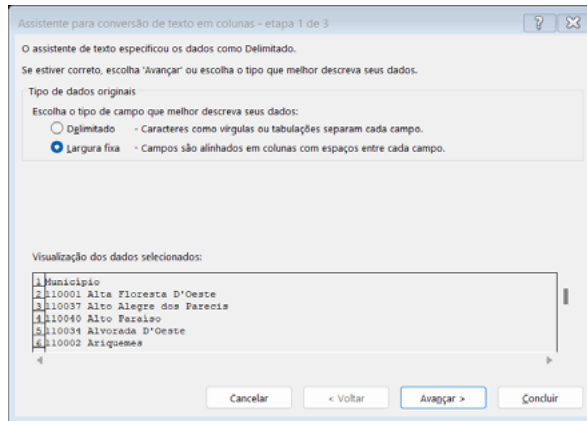 Assistente para conversão de texto em colunas - etapa 1 de 3
O assistente de texto especificou os dados como Delimitado.
Se estiver correto, escolha 'Avançar' ou escolha o tipo que melhor descreva seus dados.
Tipo de dados originais
Escolha o tipo de campo que melhor descreva seus dados:
Delimitado - Caracteres como vírgulas ou tabulações separam cada campo.
Largura fixa - Campos são alinhados em colunas com espaços entre cada campo.
Visualização dos dados selecionados:
1 Município
2 110001 Alta Floresta D'Oeste
3 110037 Alto Alegre dos Parecis
4 110040 Alto Paraíso
5 110034 Alvorada D'Oeste
6 110002 Ariquemes
Cancelar < Voltar Avançar > Concluir